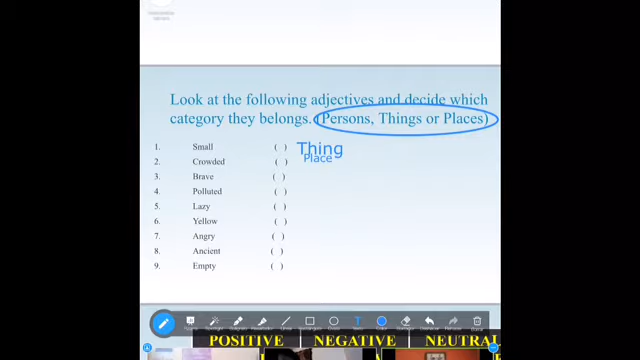 Look at the following adjectives and decide which
category they belongs. (Persons, Things or Places)
1. Small ( ) Thing
2. Crowded ( ) Place
3. Brave ( )
4. Polluted ( )
5. Lazy ( )
6. Yellow ( )
7. Angry ( )
8. Ancient ( )
9. Empty ( )
POSITIVE NEGATIVE NEUTRAL